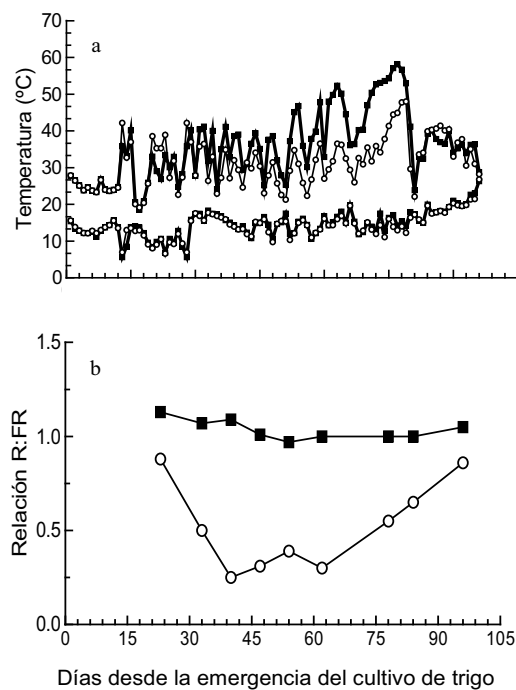 70
a
60
50
40
30
20
10
0
Temperatura (ºC)
1.5
b
1.0
0.5
0.0
Relación R:FR
0 15 30 45 60 75 90 105
Días desde la emergencia del cultivo de trigo